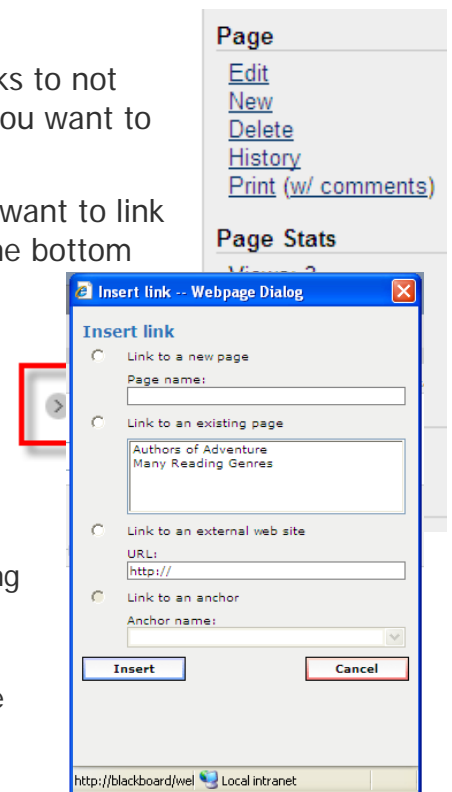 ks to not
ou want to
want to link
e bottom
ng
e
Page
Edit
New
Delete
History
Print (w/ comments)
Page Stats
Insert link -- Webpage Dialog
Insert link
Link to a new page
Page name:
Link to an existing page
Authors of Adventure
Many Reading Genres
Link to an external web site
URL:
http://
Link to an anchor
Anchor name:
Insert
Cancel
http://blackboard/wel
Local intranet